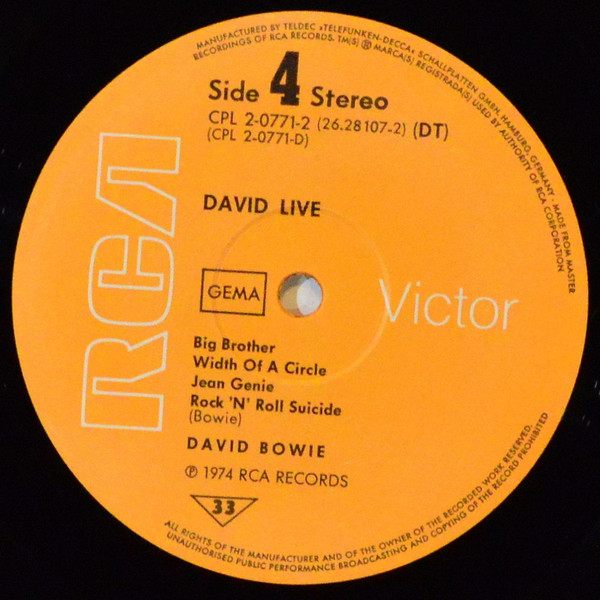 MANUFACTURED BY TELDEC »TELEFUNKEN-DECCA« SCHALLPLATTEN GMBH, HAMBURG, GERMANY · MADE FROM MASTER
RECORDINGS OF RCA RECORDS. TM(S) ® MARCA(S) REGISTRADA(S) USED BY AUTHORITY OF RCA CORPORATION
Side 4 Stereo
CPL 2-0771-2 (26.28107-2) (DT)
(CPL 2-0771-D)
RCA
DAVID LIVE
GEMA
Victor
Big Brother
Width Of A Circle
Jean Genie
Rock 'N' Roll Suicide
(Bowie)
DAVID BOWIE
℗ 1974 RCA RECORDS
33
ALL RIGHTS OF THE MANUFACTURER AND OF THE OWNER OF THE RECORDED WORK RESERVED.
UNAUTHORISED PUBLIC PERFORMANCE BROADCASTING AND COPYING OF THE RECORD PROHIBITED